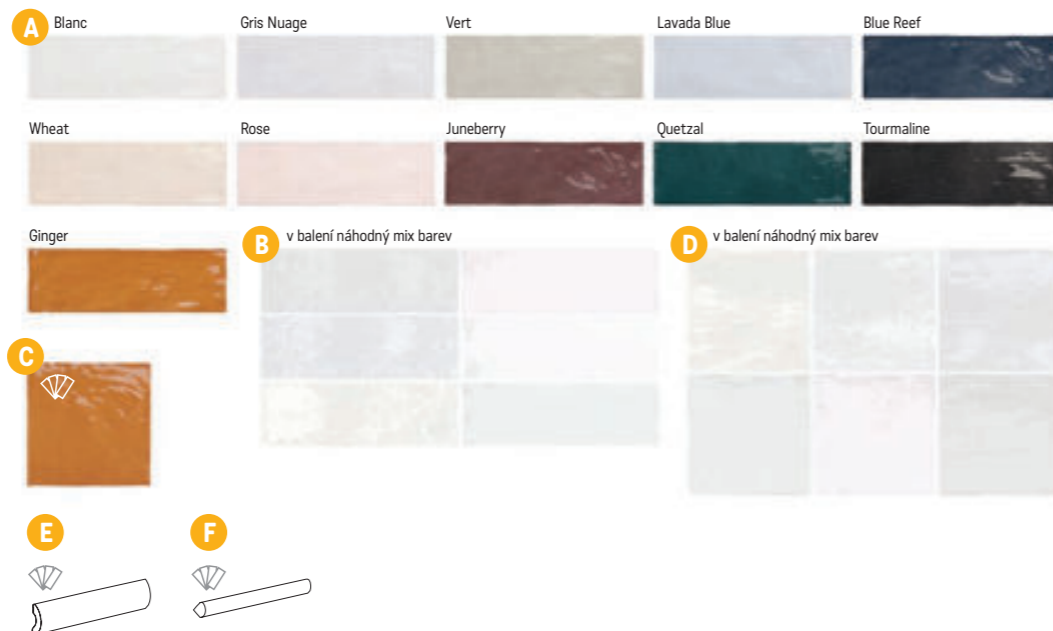 A
Blanc
Gris Nuage
Vert
Lavada Blue
Blue Reef
Wheat
Rose
Juneberry
Quetzal
Tourmaline
Ginger
B
v balení náhodný mix barev
D
v balení náhodný mix barev
C
E
F